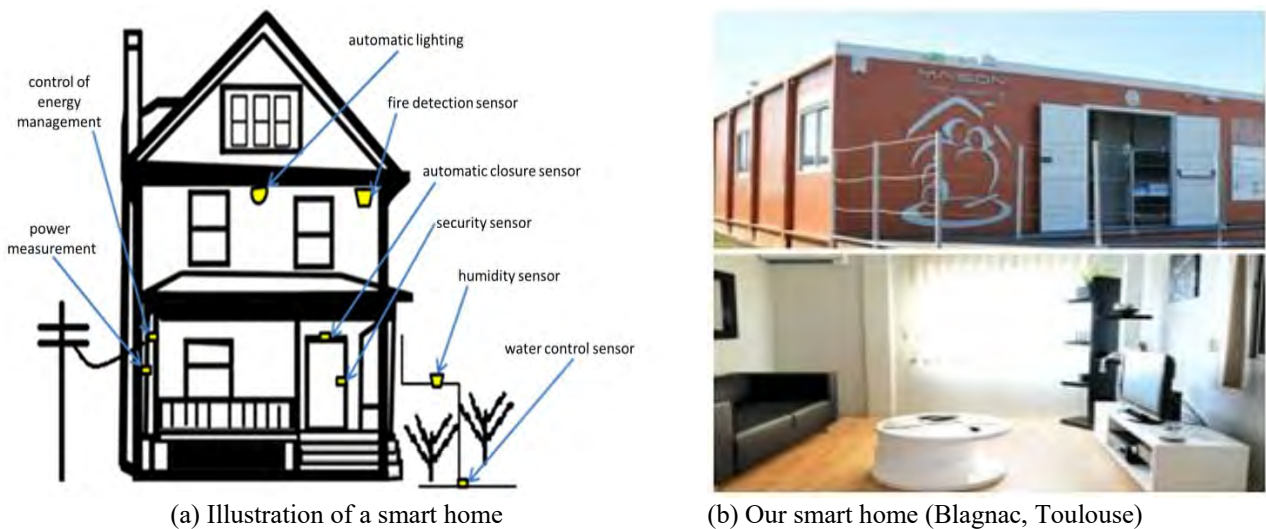 automatic lighting
control of
energy
management
fire detection sensor
automatic closure sensor
security sensor
power
measurement
humidity sensor
water control sensor
MAISON
(a) Illustration of a smart home
(b) Our smart home (Blagnac, Toulouse)